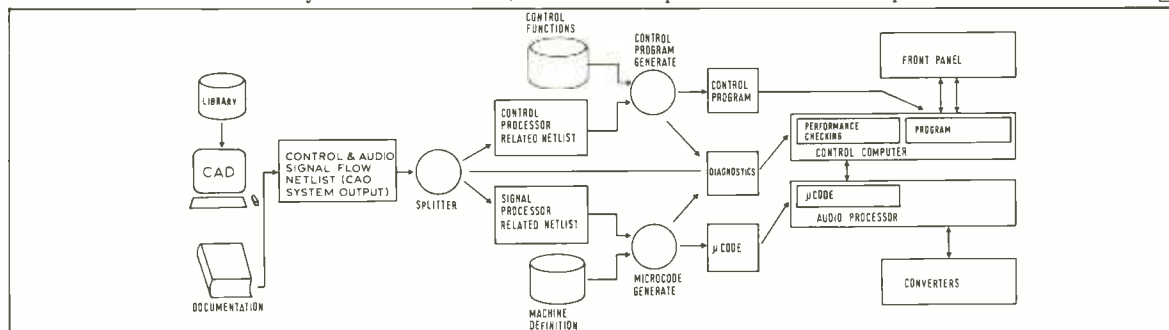 CONTROL
FUNCTIONS
CONTROL
PROGRAM
GENERATE
FRONT PANEL
LIBRARY
CONTROL
PROGRAM
CONTROL
PROCESSOR
RELATED NETLIST
PERFORMANCE
CHECKING
PROGRAM
CONTROL COMPUTER
CAD
CONTROL & AUDIO
SIGNAL FLOW
NETLIST (CAD
SYSTEM OUTPUT)
SPLITTER
DIAGNOSTICS
SIGNAL
PROCESSOR
RELATED NETLIST
µCODE
AUDIO PROCESSOR
µCODE
MICROCODE
GENERATE
CONVERTERS
DOCUMENTATION
MACHINE
DEFINITION